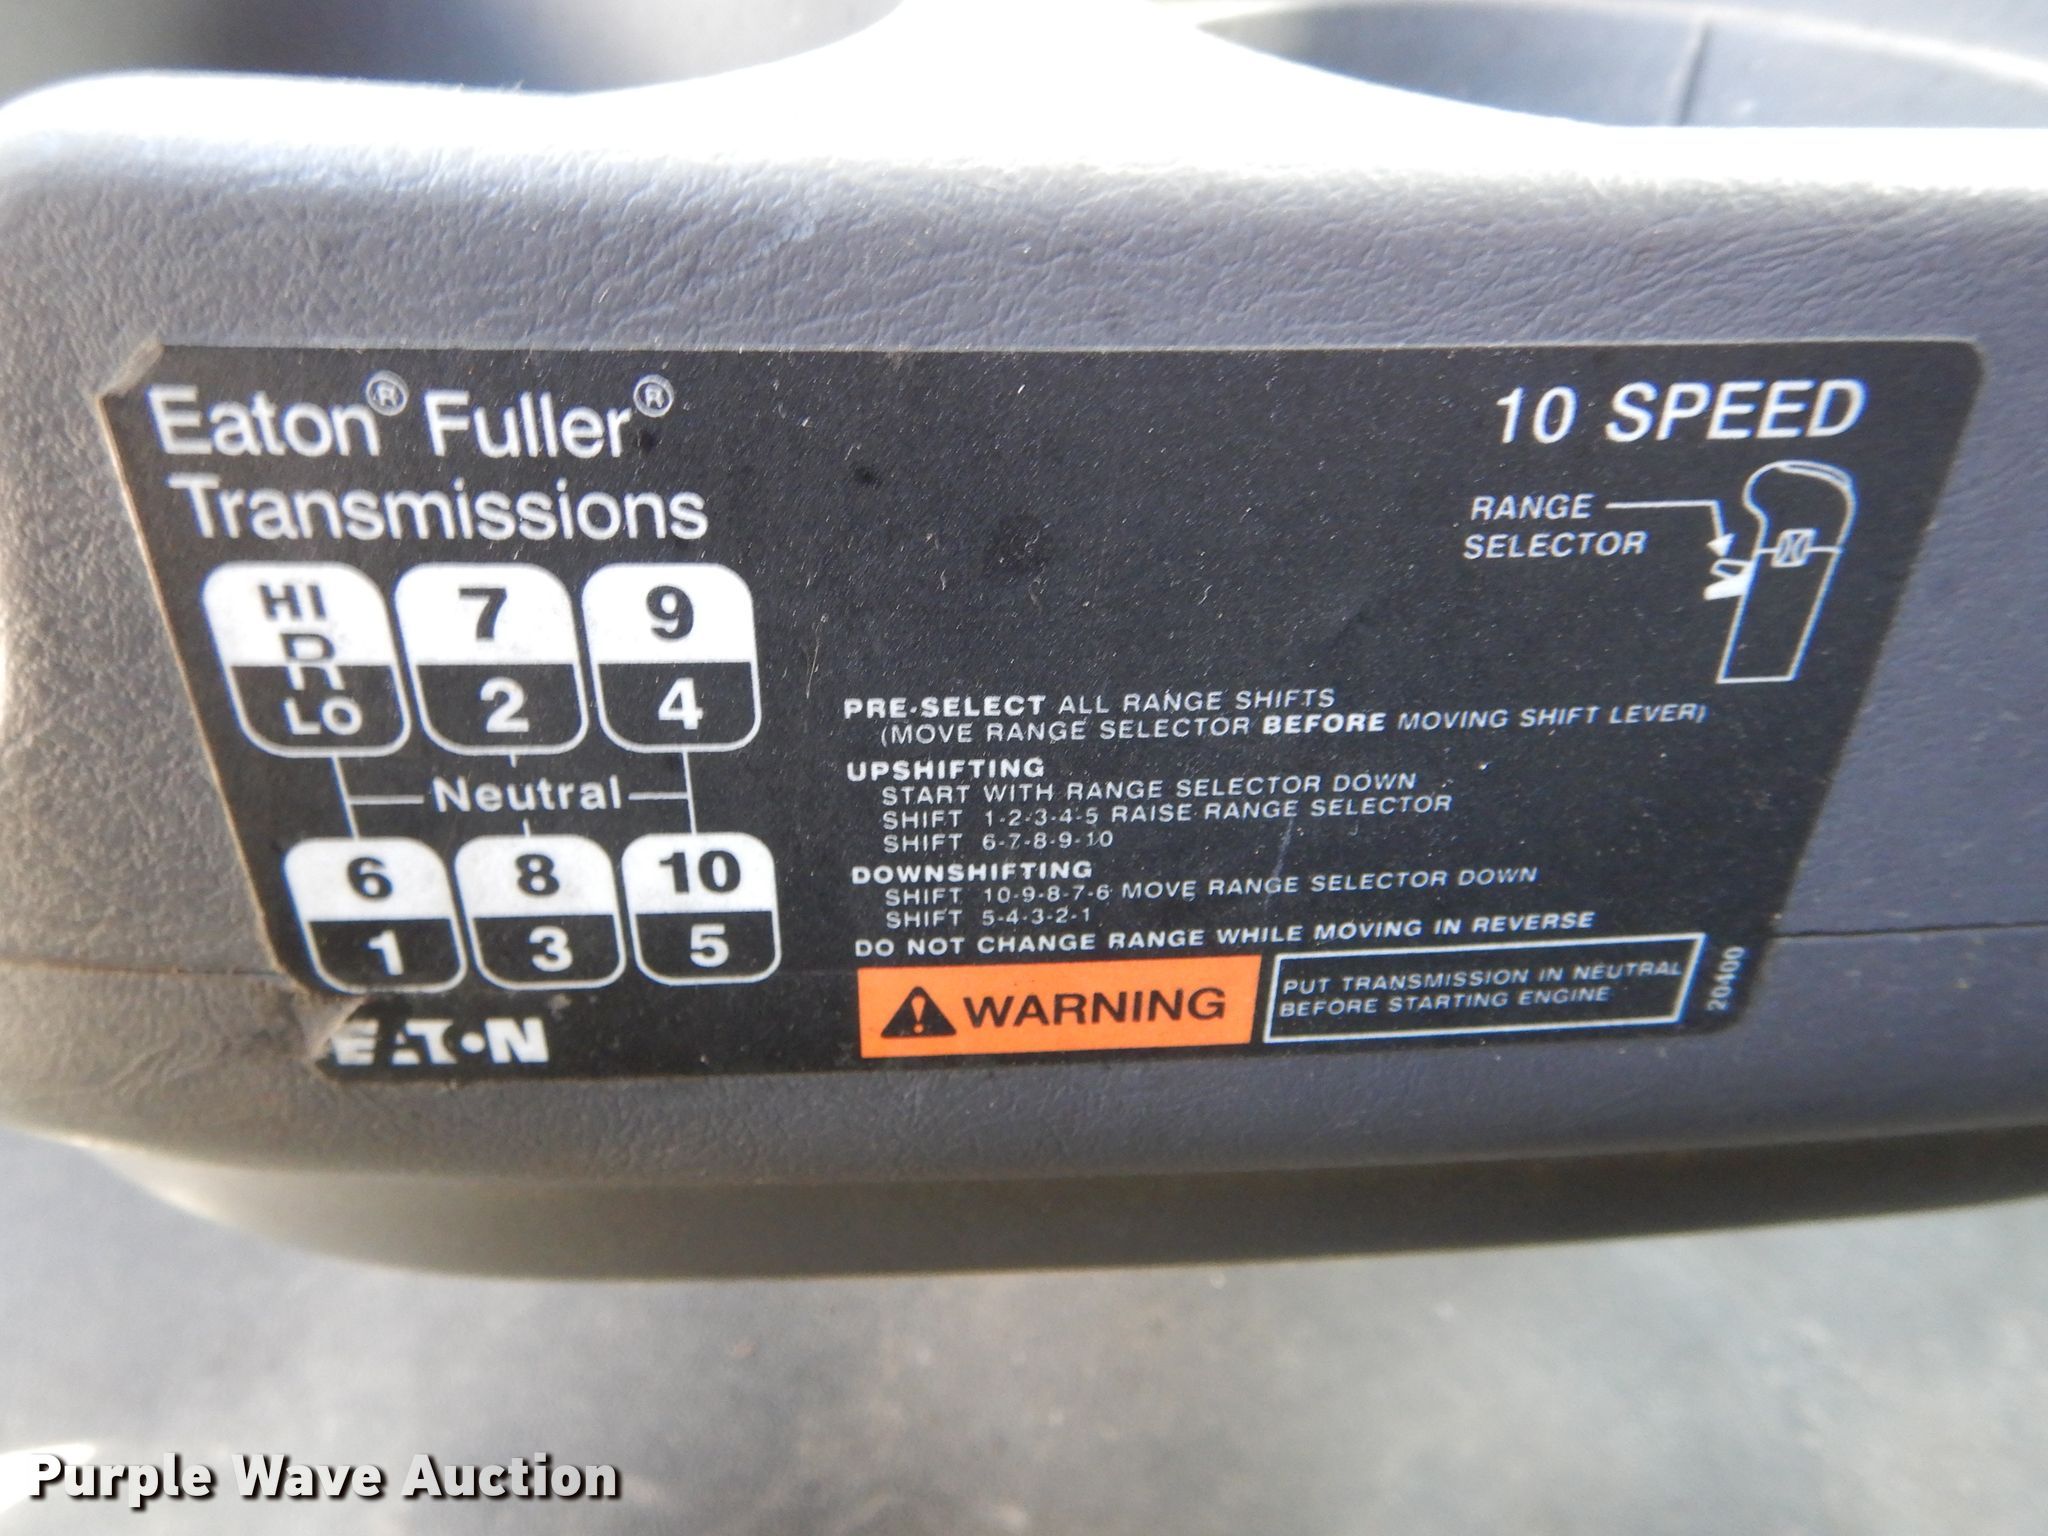 Eaton® Fuller®
Transmissions
10 SPEED
RANGE
SELECTOR
HI 7 9
R
LO 2 4
Neutral
6 8 10
1 3 5
EATON
PRE-SELECT ALL RANGE SHIFTS
(MOVE RANGE SELECTOR BEFORE MOVING SHIFT LEVER)
UPSHIFTING
START WITH RANGE SELECTOR DOWN
SHIFT 1-2-3-4-5 RAISE RANGE SELECTOR
SHIFT 6-7-8-9-10
DOWNSHIFTING
SHIFT 10-9-8-7-6 MOVE RANGE SELECTOR DOWN
SHIFT 5-4-3-2-1
DO NOT CHANGE RANGE WHILE MOVING IN REVERSE
WARNING
PUT TRANSMISSION IN NEUTRAL
BEFORE STARTING ENGINE
20400
Purple Wave Auction